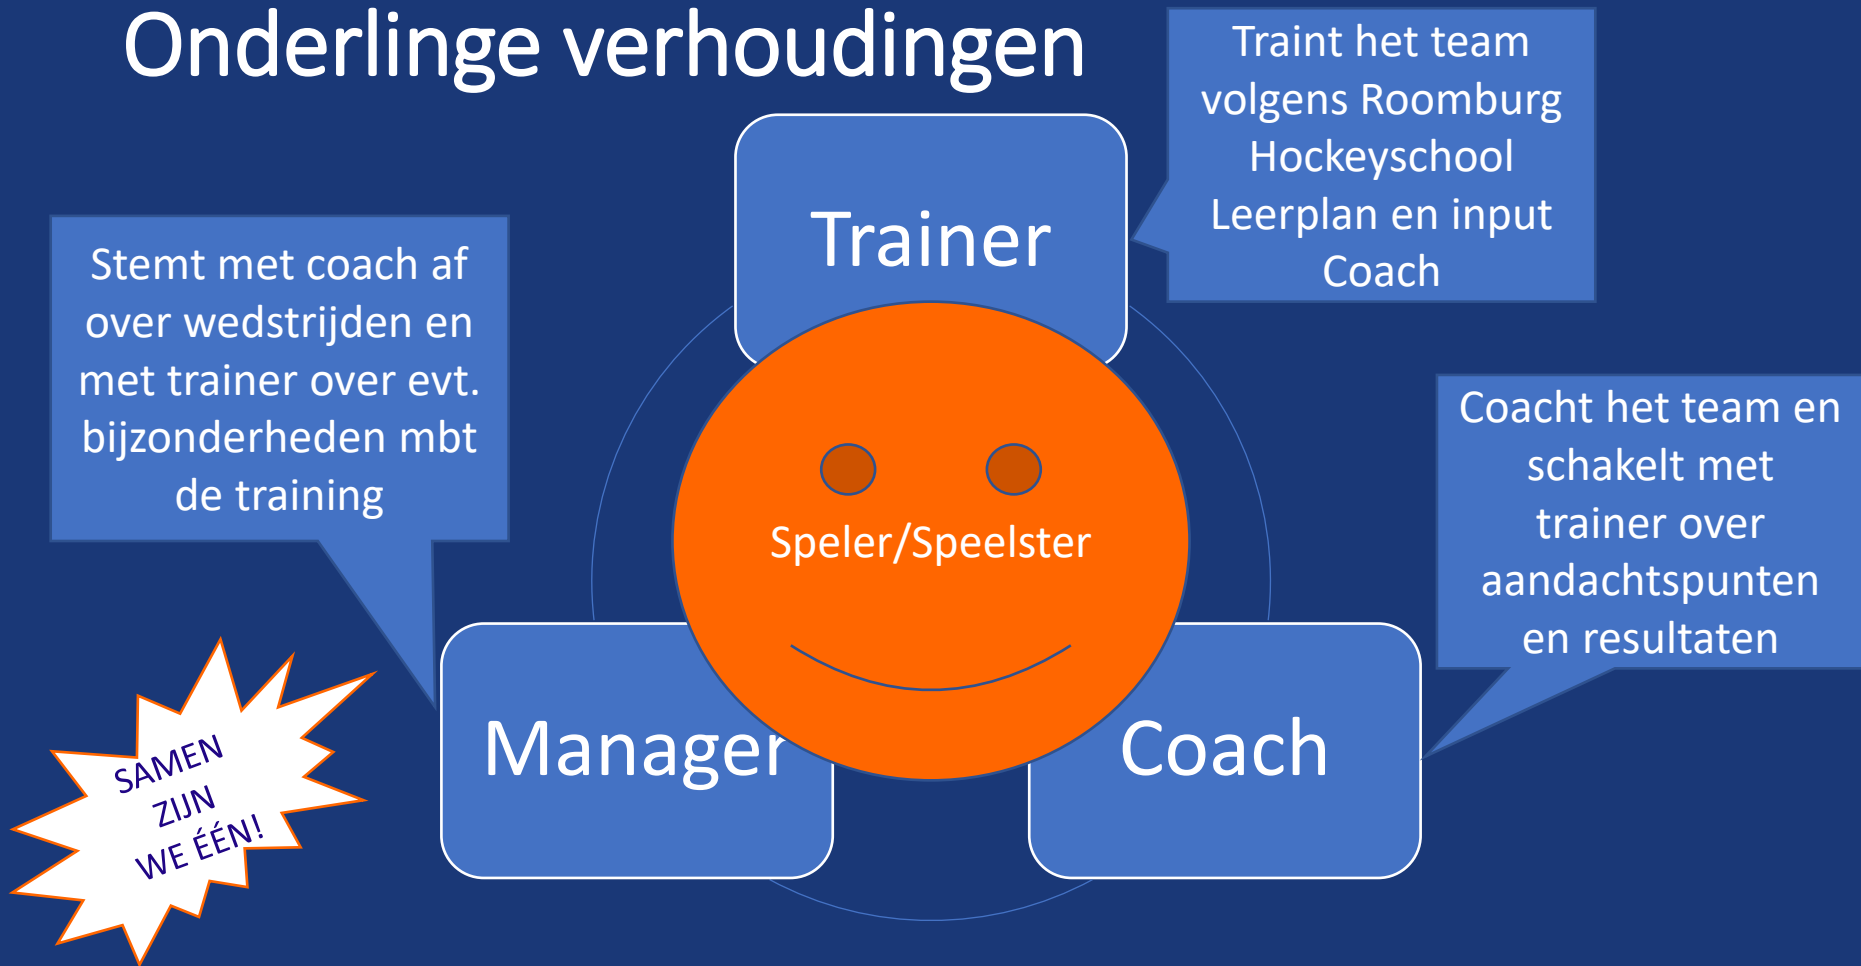 Onderlinge verhoudingen
Traint het team
volgens Roomburg
Hockeyschool
Leerplan en input
Coach
Trainer
Stemt met coach af
over wedstrijden en
met trainer over evt.
bijzonderheden mbt
de training
Coacht het team en
schakelt met
trainer over
aandachtspunten
en resultaten
Speler/Speelster
Manager
Coach
SAMEN
ZIJN
WE ÉÉN!